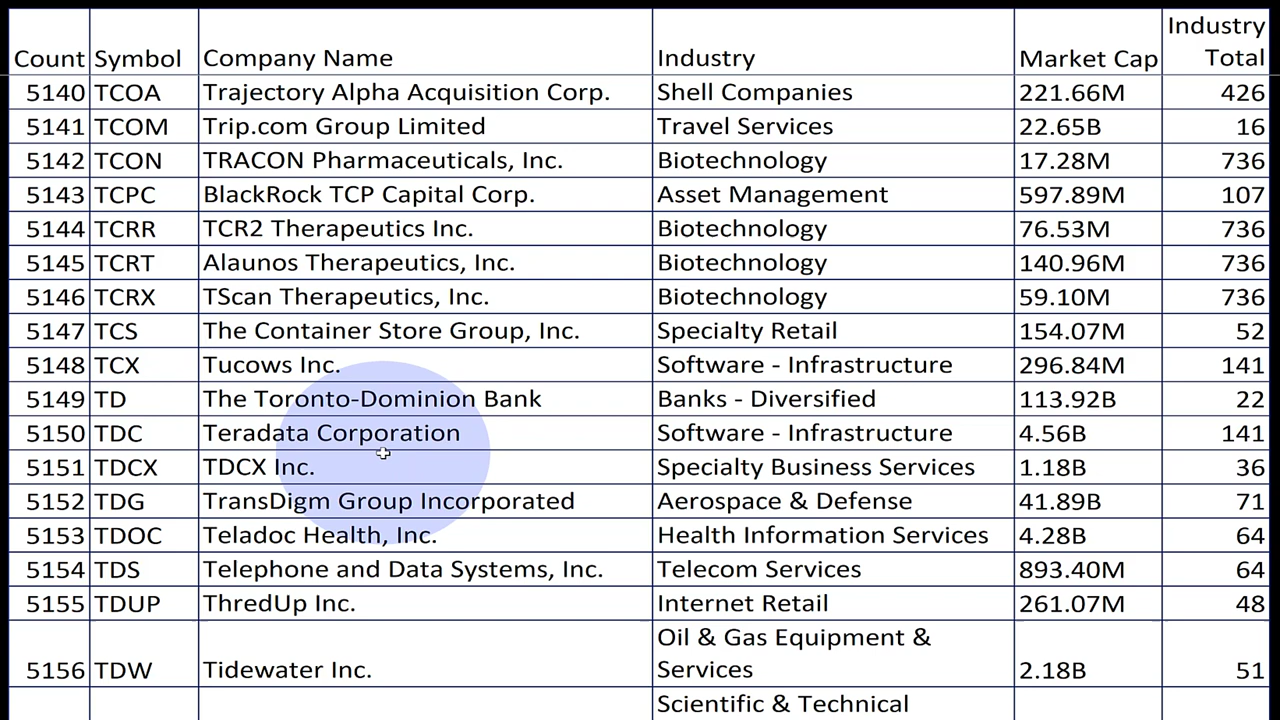 Count Symbol Company Name Industry Market Cap Industry Total
5140 TCOA Trajectory Alpha Acquisition Corp. Shell Companies 221.66M 426
5141 TCOM Trip.com Group Limited Travel Services 22.65B 16
5142 TCON TRACON Pharmaceuticals, Inc. Biotechnology 17.28M 736
5143 TCPC BlackRock TCP Capital Corp. Asset Management 597.89M 107
5144 TCRR TCR2 Therapeutics Inc. Biotechnology 76.53M 736
5145 TCRT Alaunos Therapeutics, Inc. Biotechnology 140.96M 736
5146 TCRX TScan Therapeutics, Inc. Biotechnology 59.10M 736
5147 TCS The Container Store Group, Inc. Specialty Retail 154.07M 52
5148 TCX Tucows Inc. Software - Infrastructure 296.84M 141
5149 TD The Toronto-Dominion Bank Banks - Diversified 113.92B 22
5150 TDC Teradata Corporation Software - Infrastructure 4.56B 141
5151 TDCX TDCX Inc. Specialty Business Services 1.18B 36
5152 TDG TransDigm Group Incorporated Aerospace & Defense 41.89B 71
5153 TDOC Teladoc Health, Inc. Health Information Services 4.28B 64
5154 TDS Telephone and Data Systems, Inc. Telecom Services 893.40M 64
5155 TDUP ThredUp Inc. Internet Retail 261.07M 48
5156 TDW Tidewater Inc. Oil & Gas Equipment & Services 2.18B 51
Scientific & Technical